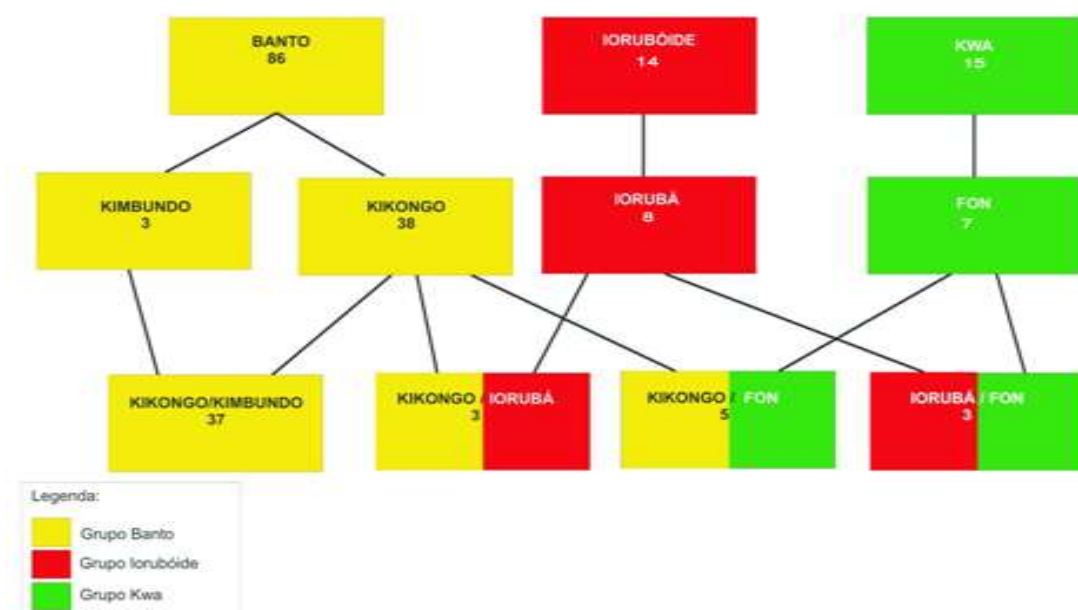 BANTO
86
IORUBÓIDE
14
KWA
15
KIMBUNDO
3
KIKONGO
38
IORUBÁ
8
FON
7
KIKONGO/KIMBUNDO
37
KIKONGO / IORUBÁ
3
KIKONGO / FON
5
IORUBÁ / FON
3
Legenda:
Grupo Banto
Grupo Iorubóide
Grupo Kwa